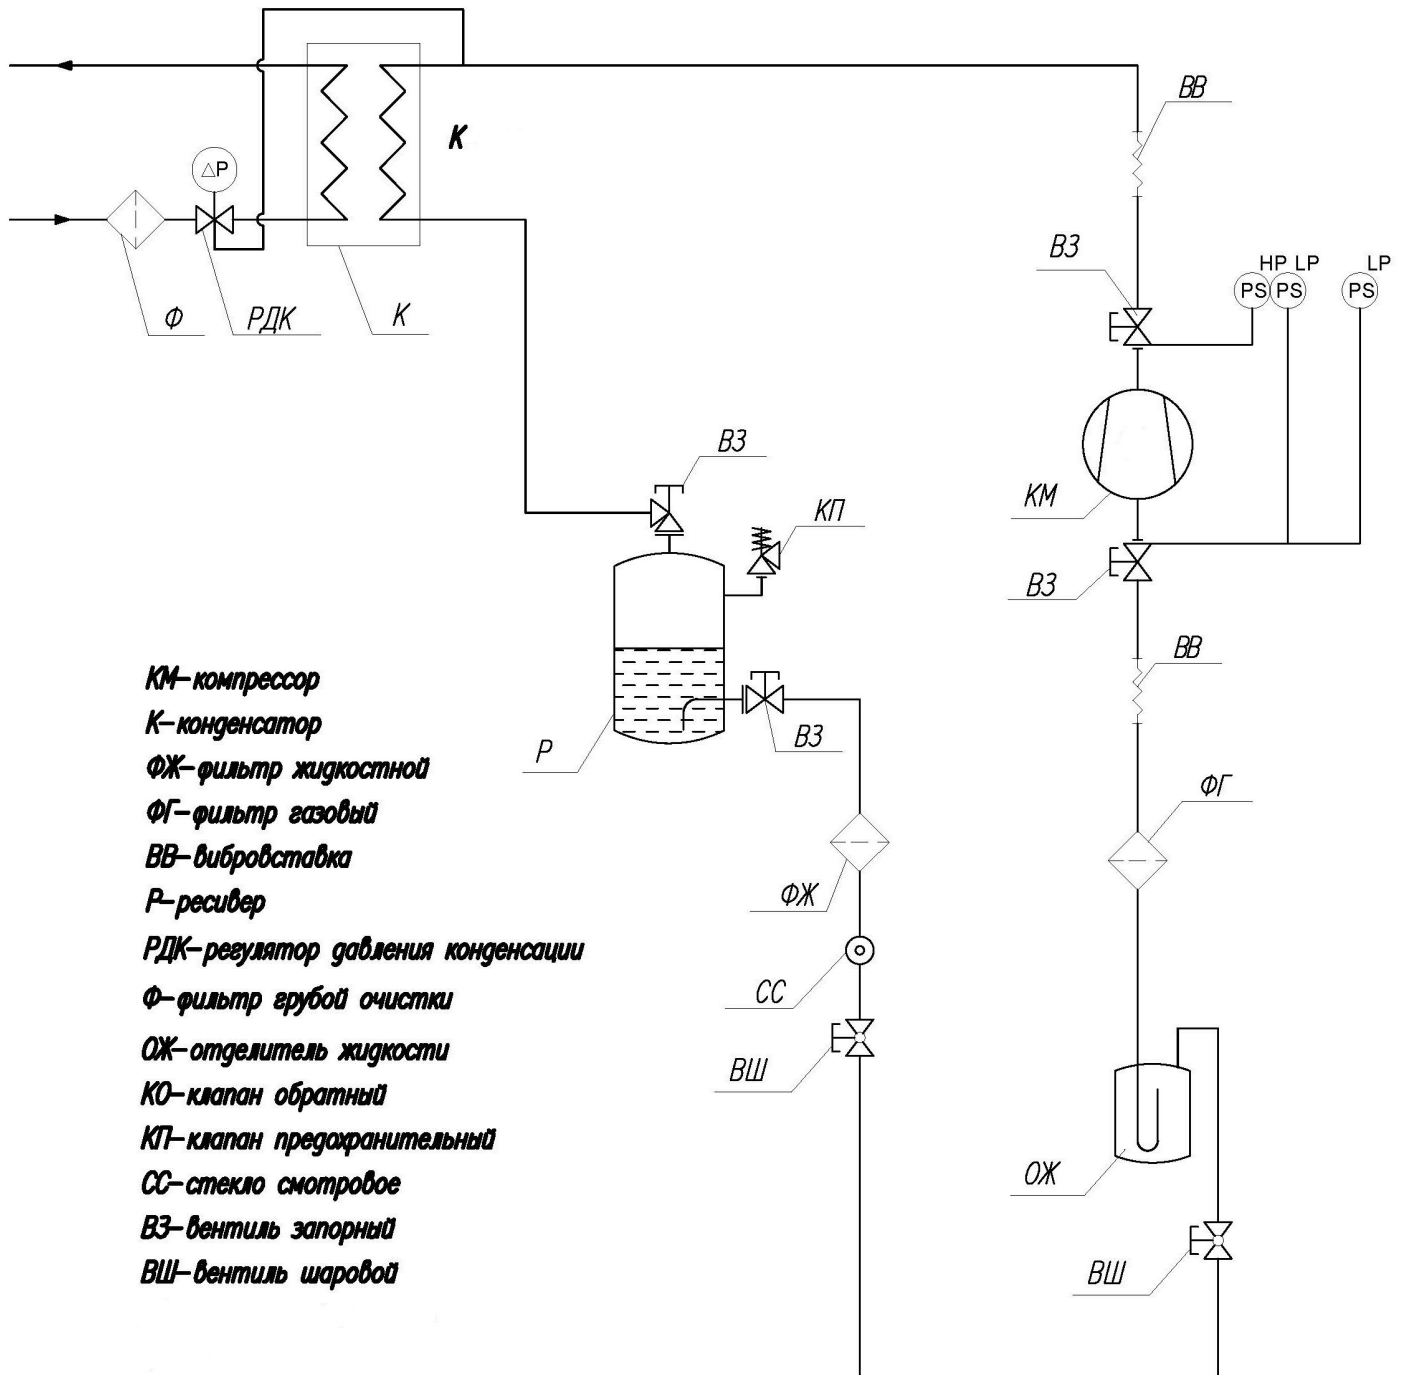 ВВ
К
△P
ВЗ
HP LP
LP
PS
PS
PS
Ф
РДК
К
ВЗ
КМ
КП
ВЗ
ВВ
КМ–компрессор
К–конденсатор
ФЖ–фильтр жидкостной
ФГ–фильтр газовый
ВВ–вибровставка
Р–ресивер
РДК–регулятор давления конденсации
Ф–фильтр грубой очистки
ОЖ–отделитель жидкости
КО–клапан обратный
КП–клапан предохранительный
СС–стекло смотровое
ВЗ–вентиль запорный
ВШ–вентиль шаровой
Р
ВЗ
ФГ
ФЖ
СС
ВШ
ОЖ
ВШ